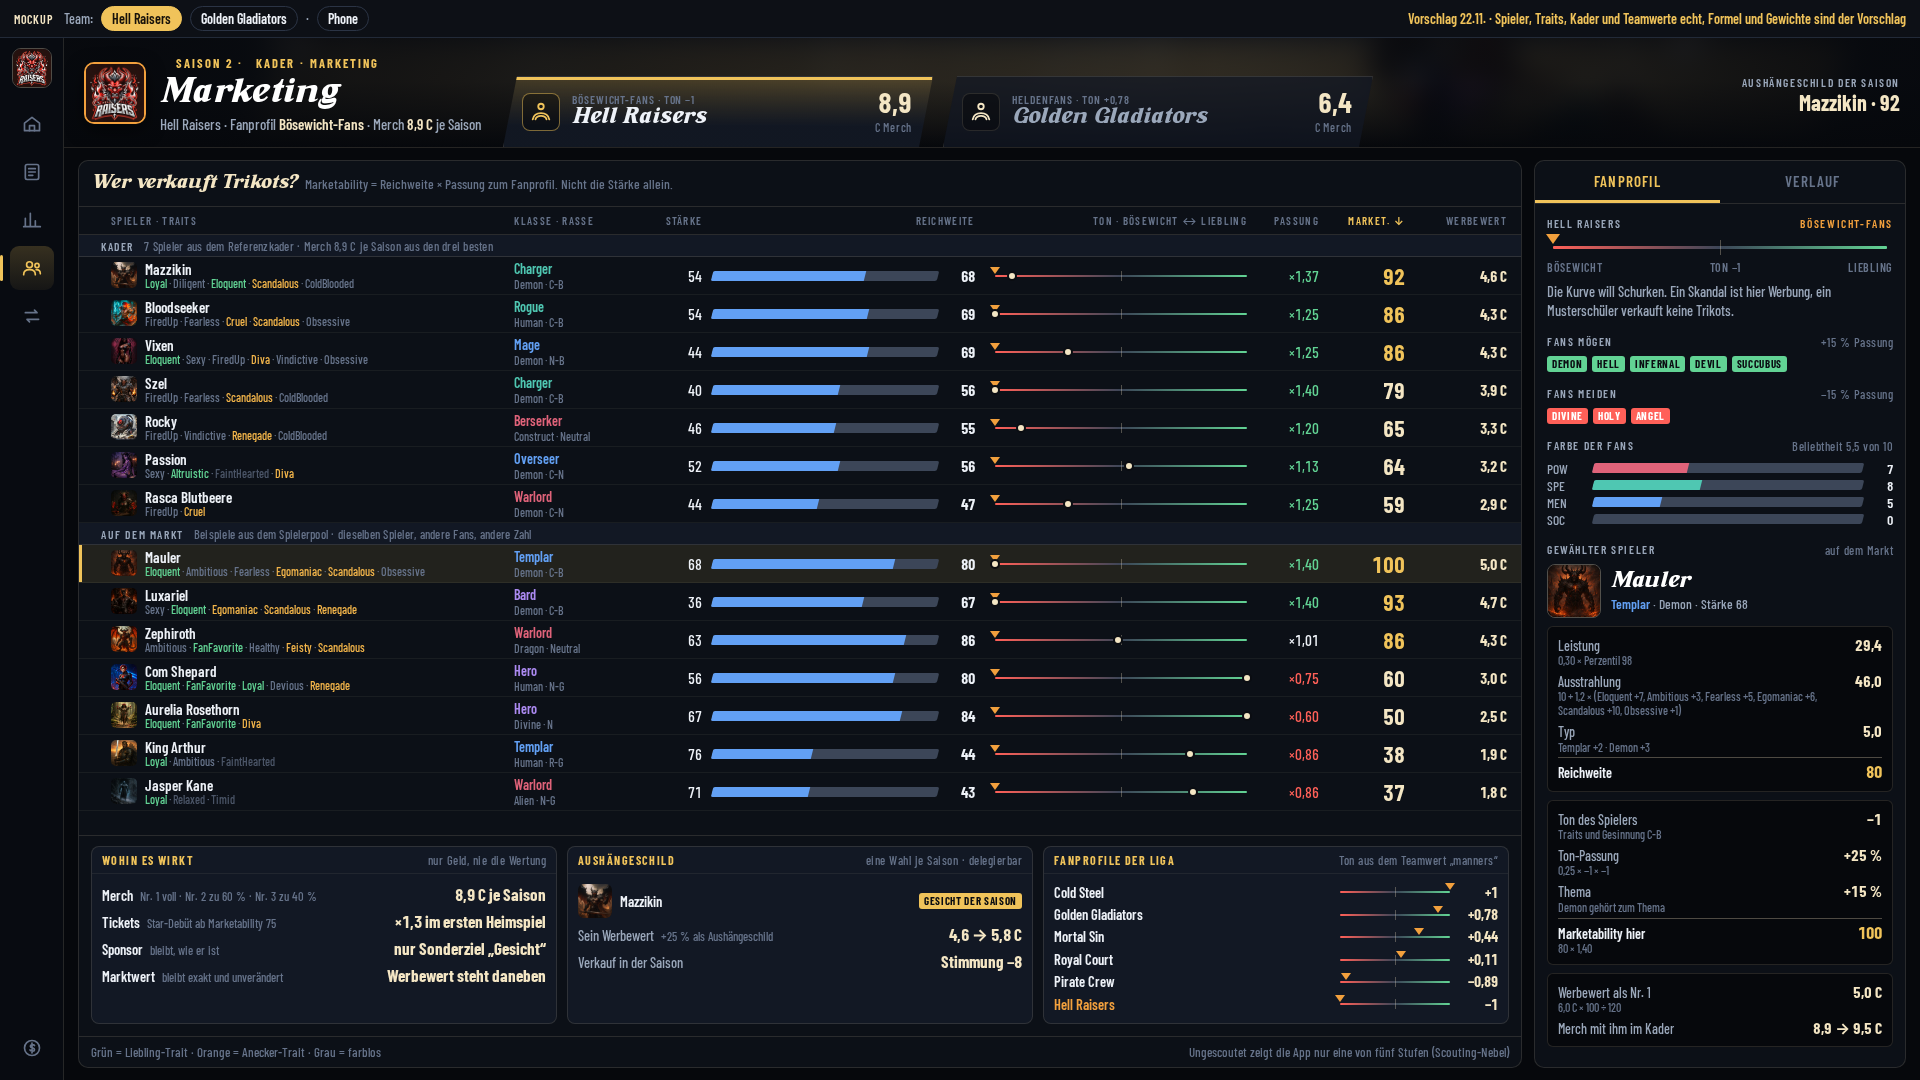 MOCKUP Team: Hell Raisers Golden Gladiators · Phone
Vorschlag 22.11. · Spieler, Traits, Kader und Teamwerte echt, Formel und Gewichte sind der Vorschlag
SAISON 2 · KADER · MARKETING
Marketing
Hell Raisers · Fanprofil Bösewicht-Fans · Merch 8,9 C je Saison
BÖSEWICHT-FANS · TON −1
Hell Raisers
8,9
C Merch
HELDENFANS · TON +0,78
Golden Gladiators
6,4
C Merch
AUSHÄNGESCHILD DER SAISON
Mazzikin · 92
Wer verkauft Trikots? Marketability = Reichweite × Passung zum Fanprofil. Nicht die Stärke allein.
SPIELER · TRAITS KLASSE · RASSE STÄRKE REICHWEITE TON · BÖSEWICHT ↔ LIEBLING PASSUNG MARKET. ↓ WERBEWERT
KADER 7 Spieler aus dem Referenzkader · Merch 8,9 C je Saison aus den drei besten
Mazzikin Charger 54 68 ×1,37 92 4,6 C
Loyal · Diligent · Eloquent · Scandalous · ColdBlooded Demon · C-B
Bloodseeker Rogue 54 69 ×1,25 86 4,3 C
FiredUp · Fearless · Cruel · Scandalous · Obsessive Human · C-B
Vixen Mage 44 69 ×1,25 86 4,3 C
Eloquent · Sexy · FiredUp · Diva · Vindictive · Obsessive Demon · N-B
Szel Charger 40 56 ×1,40 79 3,9 C
FiredUp · Fearless · Scandalous · ColdBlooded Demon · C-B
Rocky Berserker 46 55 ×1,20 65 3,3 C
FiredUp · Vindictive · Renegade · ColdBlooded Construct · Neutral
Passion Overseer 52 56 ×1,13 64 3,2 C
Sexy · Altruistic · FaintHearted · Diva Demon · C-N
Rasca Blutbeere Warlord 44 47 ×1,25 59 2,9 C
FiredUp · Cruel Demon · C-N
AUF DEM MARKT Beispiele aus dem Spielerpool · dieselben Spieler, andere Fans, andere Zahl
Mauler Templar 68 80 ×1,40 100 5,0 C
Eloquent · Ambitious · Fearless · Egomaniac · Scandalous · Obsessive Demon · C-B
Luxariel Bard 36 67 ×1,40 93 4,7 C
Sexy · Eloquent · Egomaniac · Scandalous · Renegade Demon · C-B
Zephiroth Warlord 63 86 ×1,01 86 4,3 C
Ambitious · FanFavorite · Healthy · Feisty · Scandalous Dragon · Neutral
Com Shepard Hero 56 80 ×0,75 60 3,0 C
Eloquent · FanFavorite · Loyal · Devious · Renegade Human · N-G
Aurelia Rosethorn Hero 67 84 ×0,60 50 2,5 C
Eloquent · FanFavorite · Diva Divine · N
King Arthur Templar 76 44 ×0,86 38 1,9 C
Loyal · Ambitious · FaintHearted Human · R-G
Jasper Kane Warlord 71 43 ×0,86 37 1,8 C
Loyal · Relaxed · Timid Alien · N-G
WOHIN ES WIRKT nur Geld, nie die Wertung
Merch Nr. 1 voll · Nr. 2 zu 60 % · Nr. 3 zu 40 % 8,9 C je Saison
Tickets Star-Debüt ab Marketability 75 ×1,3 im ersten Heimspiel
Sponsor bleibt, wie er ist nur Sonderziel „Gesicht“
Marktwert bleibt exakt und unverändert Werbewert steht daneben
AUSHÄNGESCHILD eine Wahl je Saison · delegierbar
Mazzikin GESICHT DER SAISON
Sein Werbewert +25 % als Aushängeschild 4,6 → 5,8 C
Verkauf in der Saison Stimmung −8
FANPROFILE DER LIGA Ton aus dem Teamwert „manners“
Cold Steel +1
Golden Gladiators +0,78
Mortal Sin +0,44
Royal Court +0,11
Pirate Crew −0,89
Hell Raisers −1
Grün = Liebling-Trait · Orange = Anecker-Trait · Grau = farblos
Ungescoutet zeigt die App nur eine von fünf Stufen (Scouting-Nebel)
FANPROFIL VERLAUF
HELL RAISERS BÖSEWICHT-FANS
BÖSEWICHT TON −1 LIEBLING
Die Kurve will Schurken. Ein Skandal ist hier Werbung, ein
Musterschüler verkauft keine Trikots.
FANS MÖGEN +15 % Passung
DEMON HELL INFERNAL DEVIL SUCCUBUS
FANS MEIDEN −15 % Passung
DIVINE HOLY ANGEL
FARBE DER FANS Beliebtheit 5,5 von 10
POW 7
SPE 8
MEN 5
SOC 0
GEWÄHLTER SPIELER auf dem Markt
Mauler
Templar · Demon · Stärke 68
Leistung 29,4
0,30 × Perzentil 98
Ausstrahlung 46,0
10 + 1,2 × (Eloquent +7, Ambitious +3, Fearless +5, Egomaniac +6,
Scandalous +10, Obsessive +1)
Typ 5,0
Templar +2 · Demon +3
Reichweite 80
Ton des Spielers −1
Traits und Gesinnung C-B
Ton-Passung +25 %
0,25 × −1 × −1
Thema +15 %
Demon gehört zum Thema
Marketability hier 100
80 × 1,40
Werbewert als Nr. 1 5,0 C
6,0 C × 100 ÷ 120
Merch mit ihm im Kader 8,9 → 9,5 C